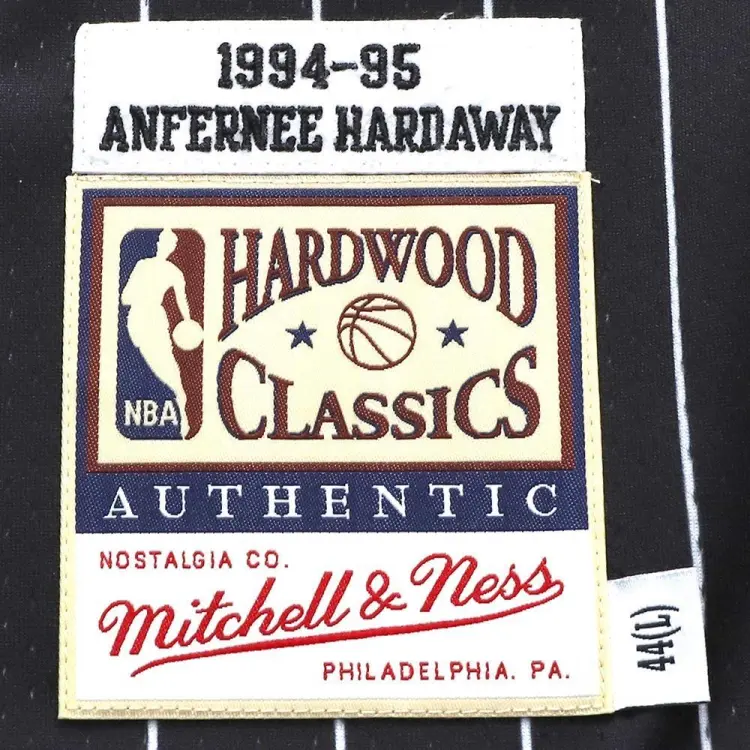 1994-95
ANFERNEE HARDAWAY
HARDWOOD
CLASSICS
NBA
AUTHENTIC
NOSTALGIA CO.
Mitchell & Ness
PHILADELPHIA. PA.
44(L)